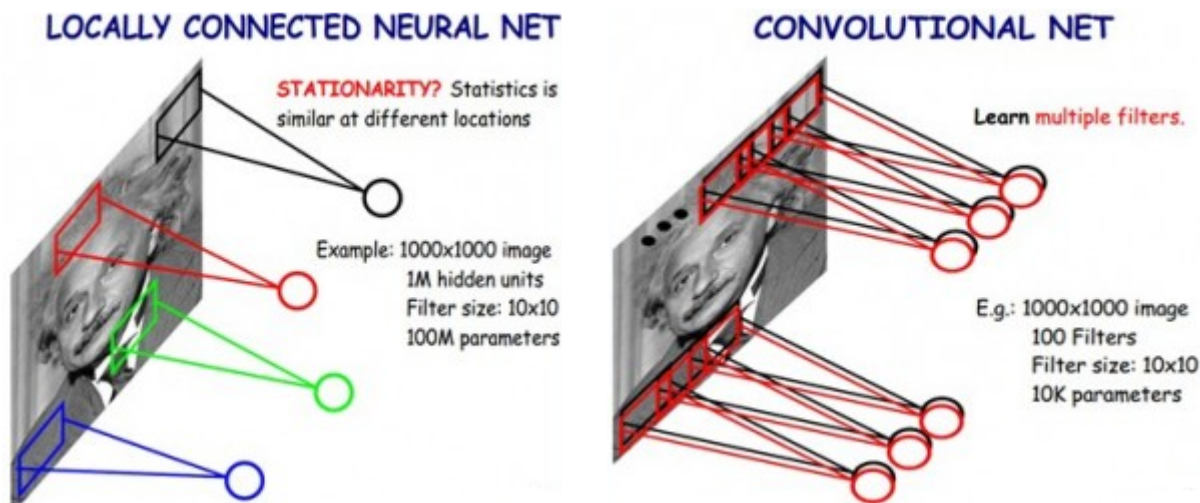 LOCALLY CONNECTED NEURAL NET
STATIONARITY? Statistics is
similar at different locations
Example: 1000x1000 image
1M hidden units
Filter size: 10x10
100M parameters
CONVOLUTIONAL NET
Learn multiple filters.
E.g.: 1000x1000 image
100 Filters
Filter size: 10x10
10K parameters